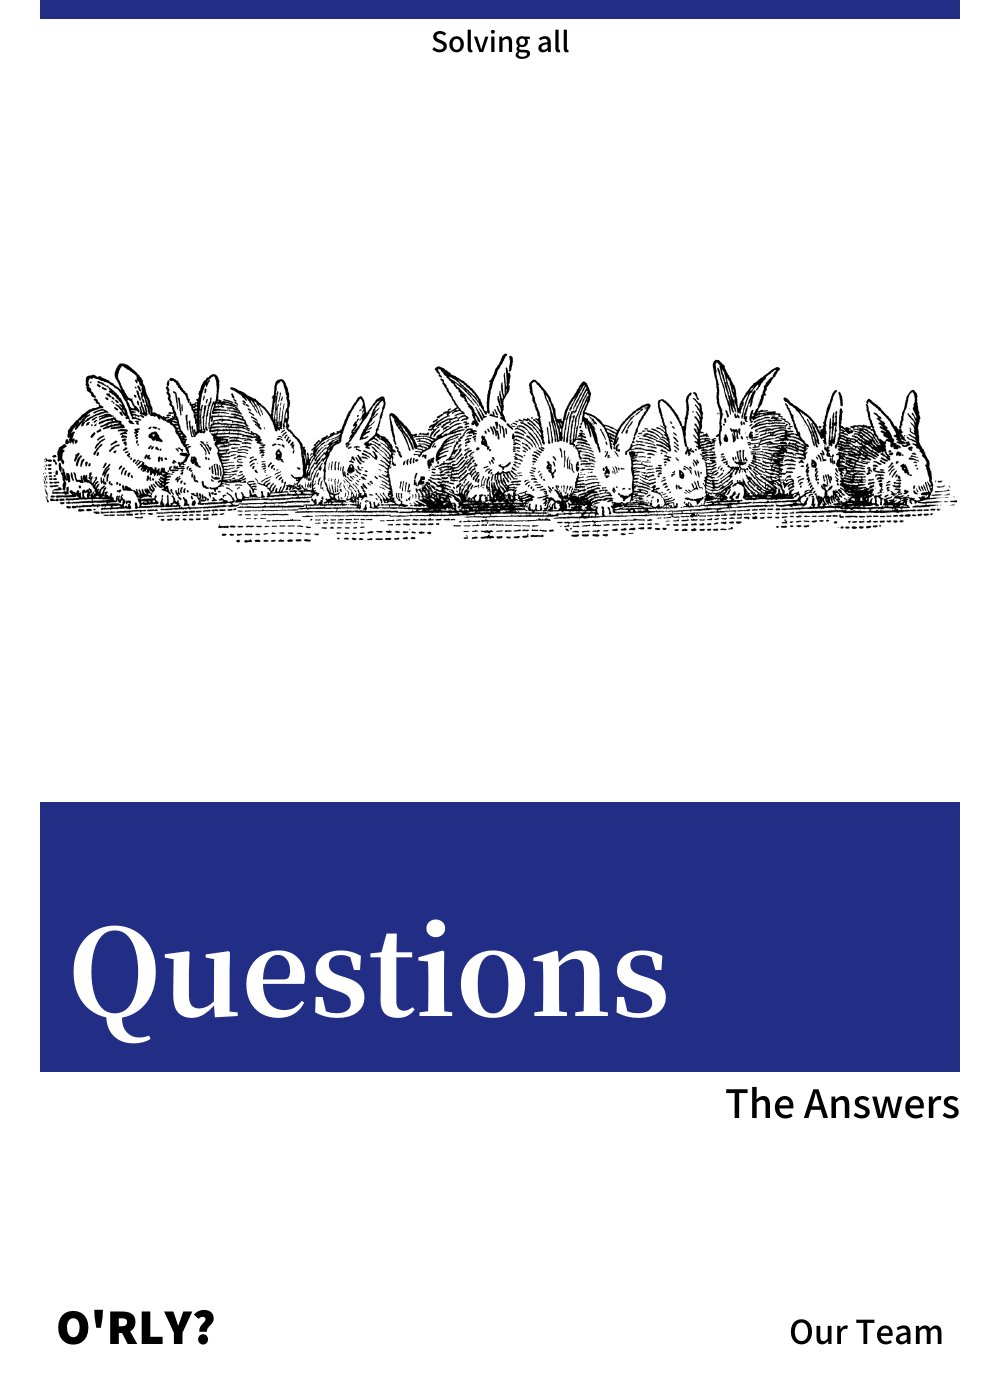 Solving all
Questions
The Answers
O'RLY?
Our Team